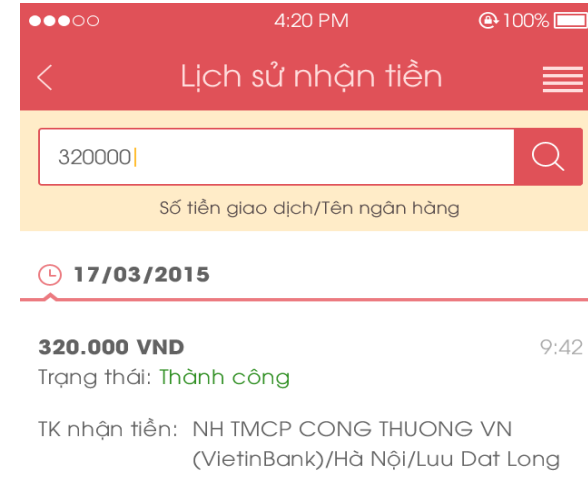 4:20 PM 100%
Lịch sử nhận tiền
320000
Số tiền giao dịch/Tên ngân hàng
17/03/2015
320.000 VND 9:42
Trạng thái: Thành công
TK nhận tiền: NH TMCP CONG THUONG VN
(VietinBank)/Hà Nội/Luu Dat Long